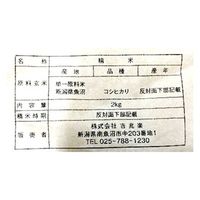 名称 精米
産地 品種 産年
原料玄米 単一原料米
新潟県魚沼 コシヒカリ 反対面下部記載
内容量 2kg
精米時期 反対面下部記載
販売者 株式会社 吉兆楽
新潟県南魚沼市中203番地1
TEL 025-788-1230